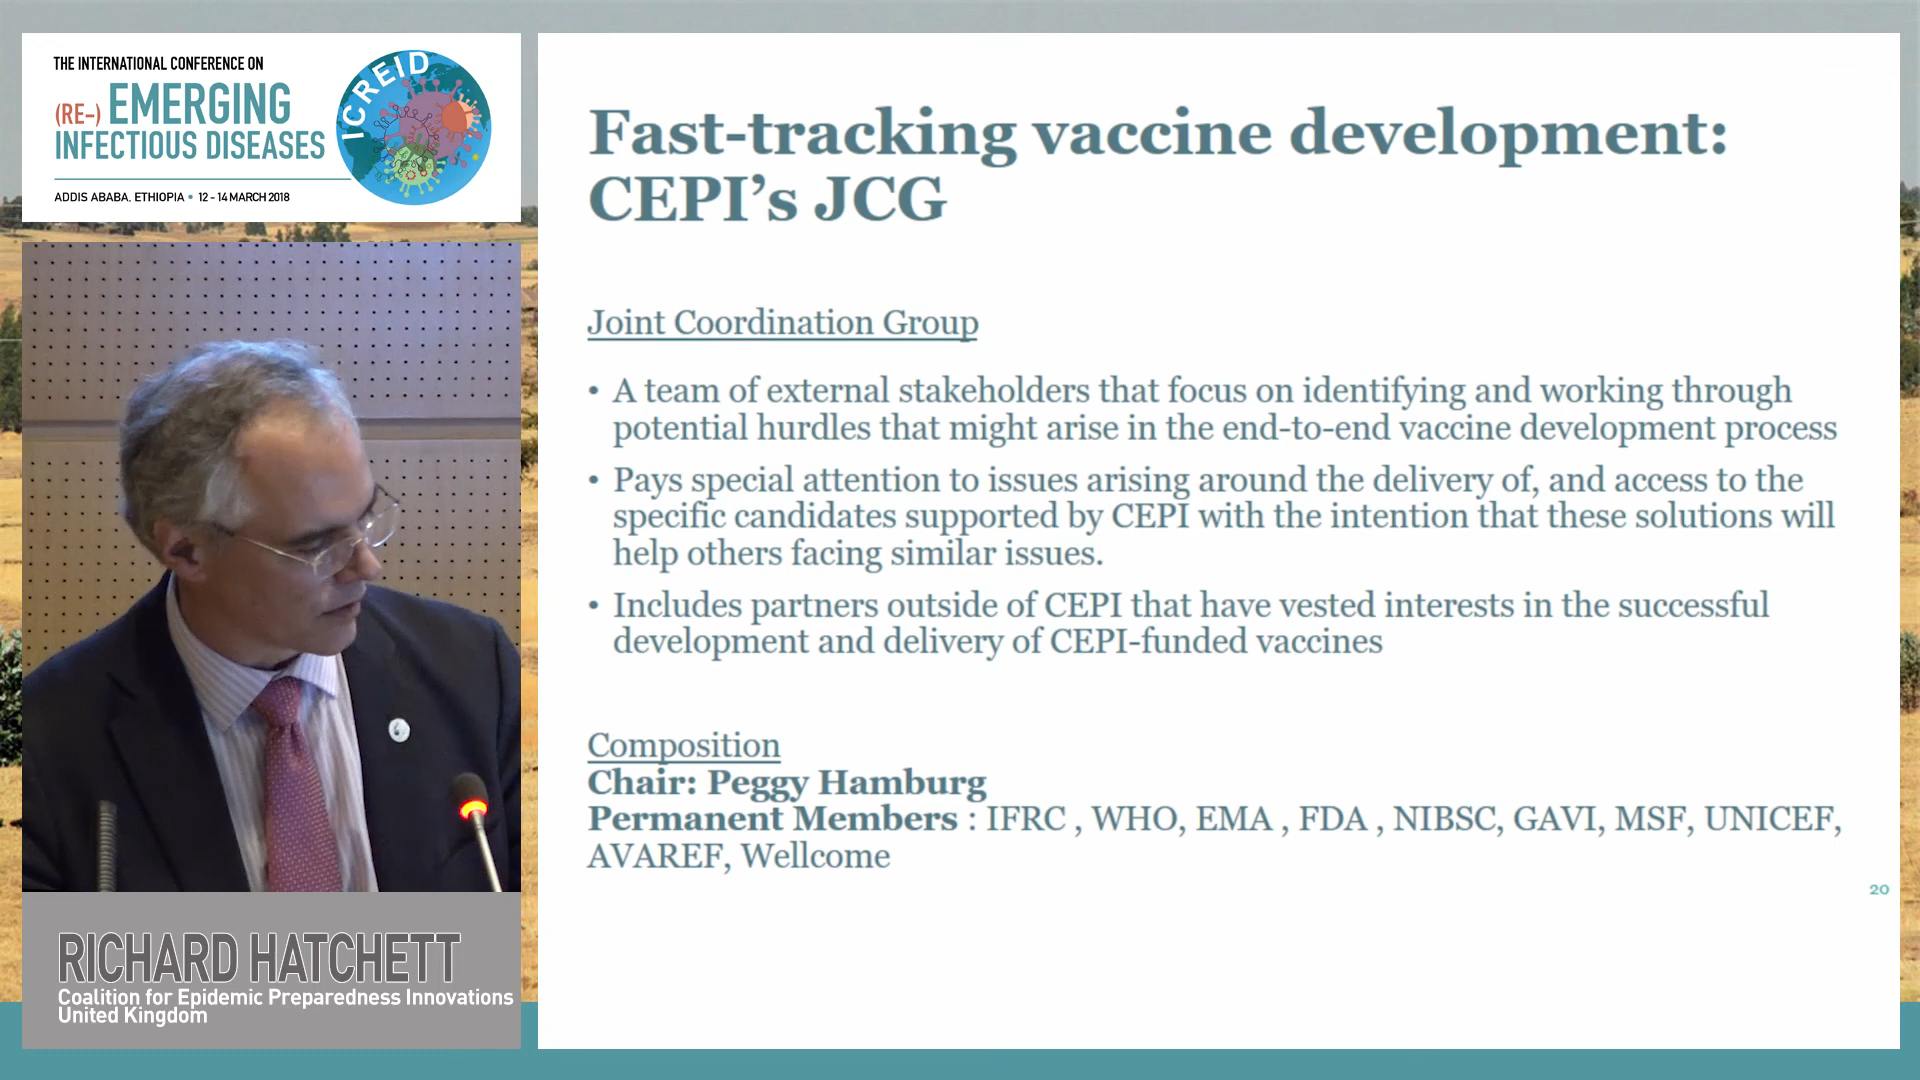 THE INTERNATIONAL CONFERENCE ON
(RE-) EMERGING
INFECTIOUS DISEASES
ADDIS ABABA, ETHIOPIA • 12 - 14 MARCH 2018
ICREID
Fast-tracking vaccine development:
CEPI’s JCG
Joint Coordination Group
• A team of external stakeholders that focus on identifying and working through
potential hurdles that might arise in the end-to-end vaccine development process
• Pays special attention to issues arising around the delivery of, and access to the
specific candidates supported by CEPI with the intention that these solutions will
help others facing similar issues.
• Includes partners outside of CEPI that have vested interests in the successful
development and delivery of CEPI-funded vaccines
Composition
Chair: Peggy Hamburg
Permanent Members : IFRC , WHO, EMA , FDA , NIBSC, GAVI, MSF, UNICEF,
AVAREF, Wellcome
20
RICHARD HATCHETT
Coalition for Epidemic Preparedness Innovations
United Kingdom